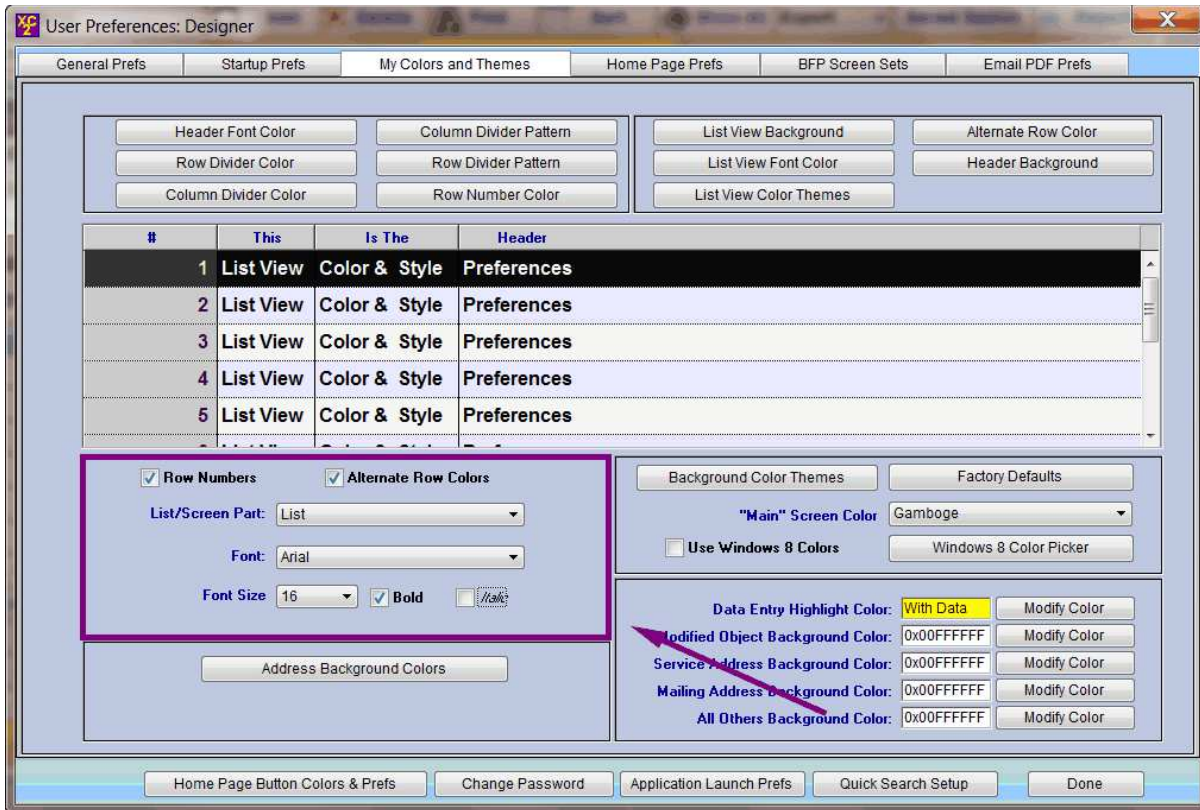 User Preferences: Designer
General Prefs Startup Prefs My Colors and Themes Home Page Prefs BFP Screen Sets Email PDF Prefs
Header Font Color Column Divider Pattern List View Background Alternate Row Color
Row Divider Color Row Divider Pattern List View Font Color Header Background
Column Divider Color Row Number Color List View Color Themes
# This Is The Header
1 List View Color & Style Preferences
2 List View Color & Style Preferences
3 List View Color & Style Preferences
4 List View Color & Style Preferences
5 List View Color & Style Preferences
Row Numbers Alternate Row Colors
List/Screen Part: List
Font: Arial
Font Size 16 Bold Italic
Address Background Colors
Background Color Themes Factory Defaults
"Main" Screen Color Gamboge
Use Windows 8 Colors Windows 8 Color Picker
Data Entry Highlight Color: With Data Modify Color
Modified Object Background Color: 0x00FFFFFF Modify Color
Service Address Background Color: 0x00FFFFFF Modify Color
Mailing Address Background Color: 0x00FFFFFF Modify Color
All Others Background Color: 0x00FFFFFF Modify Color
Home Page Button Colors & Prefs Change Password Application Launch Prefs Quick Search Setup Done